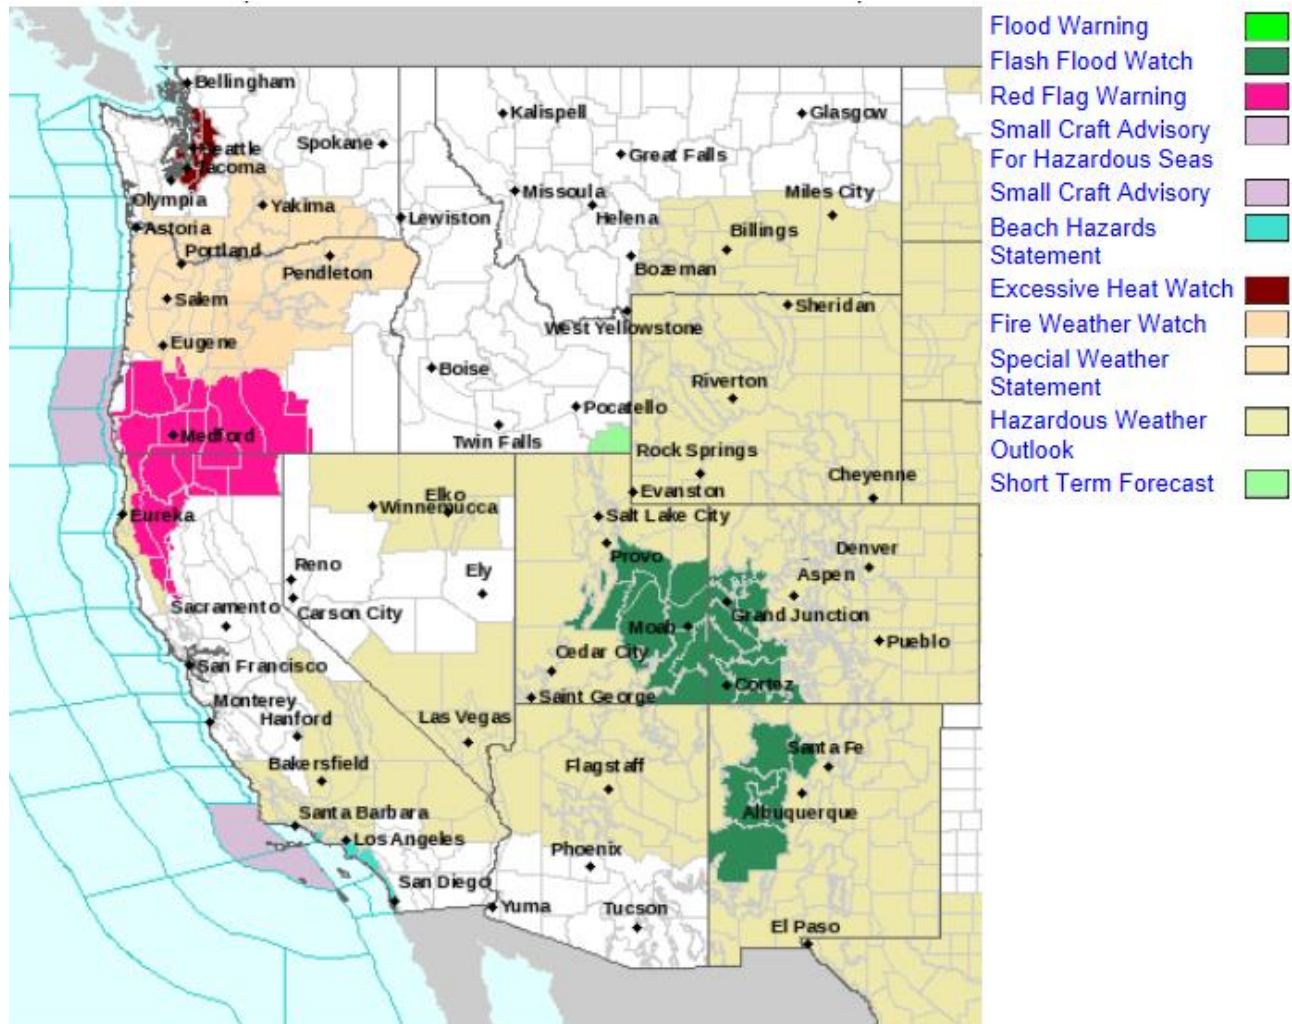 Bellingham
Kalispell
Glasgow
Seattle
Spokane
Great Falls
Tacoma
Missoula
Miles City
Olympia
Yakima
Helena
Lewiston
Astoria
Billings
Portland
Pendleton
Bozeman
Salem
Sheridan
West Yellowstone
Eugene
Boise
Riverton
Pocatello
Medford
Twin Falls
Rock Springs
Cheyenne
Evanston
Elko
Winnemucca
Eureka
Salt Lake City
Provo
Denver
Reno
Ely
Aspen
Sacramento
Carson City
Grand Junction
Moab
Pueblo
Cedar City
San Francisco
Cortez
Saint George
Monterey
Hanford
Las Vegas
Santa Fe
Bakersfield
Flagstaff
Santa Barbara
Albuquerque
Los Angeles
Phoenix
San Diego
Yuma
Tucson
El Paso
Flood Warning
Flash Flood Watch
Red Flag Warning
Small Craft Advisory
For Hazardous Seas
Small Craft Advisory
Beach Hazards
Statement
Excessive Heat Watch
Fire Weather Watch
Special Weather
Statement
Hazardous Weather
Outlook
Short Term Forecast